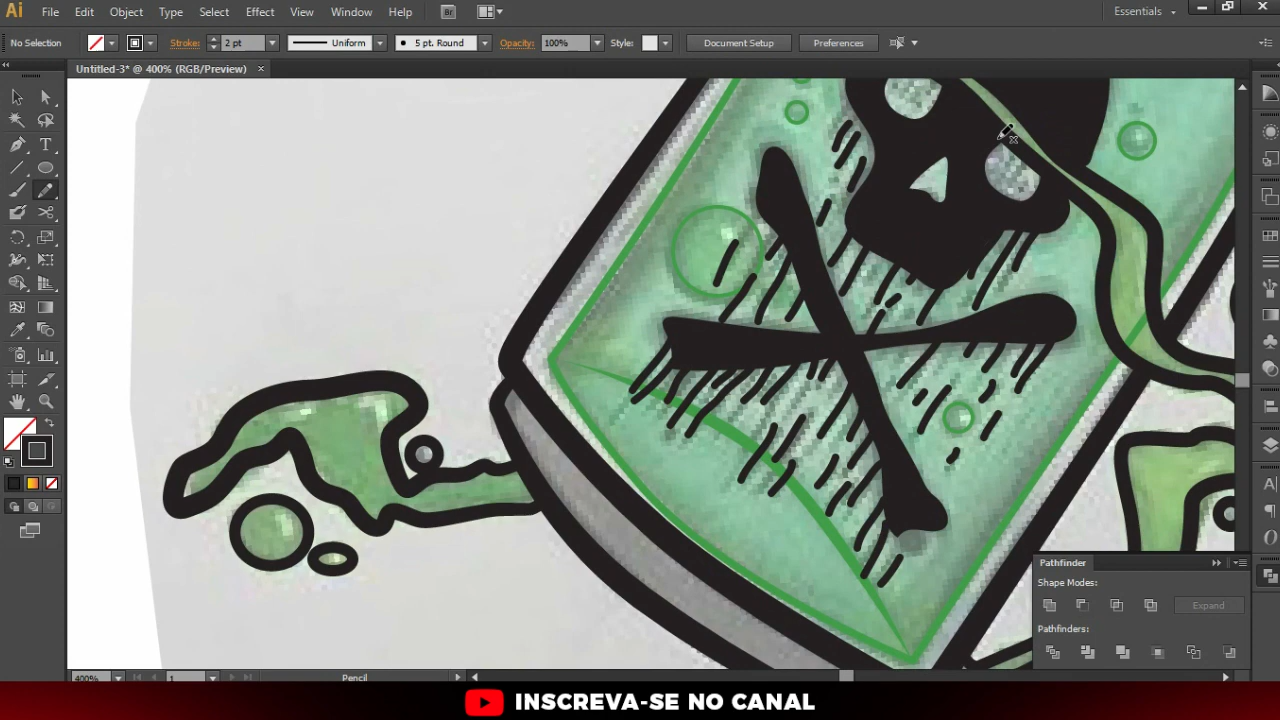 Ai File Edit Object Type Select Effect View Window Help Br Essentials
No Selection Stroke: 2 pt Uniform 5 pt. Round Opacity: 100% Style: Document Setup Preferences
Untitled-3* @ 400% (RGB/Preview) ×
Pathfinder
Shape Modes:
Expand
Pathfinders:
400% 1 Pencil
INSCREVA-SE NO CANAL